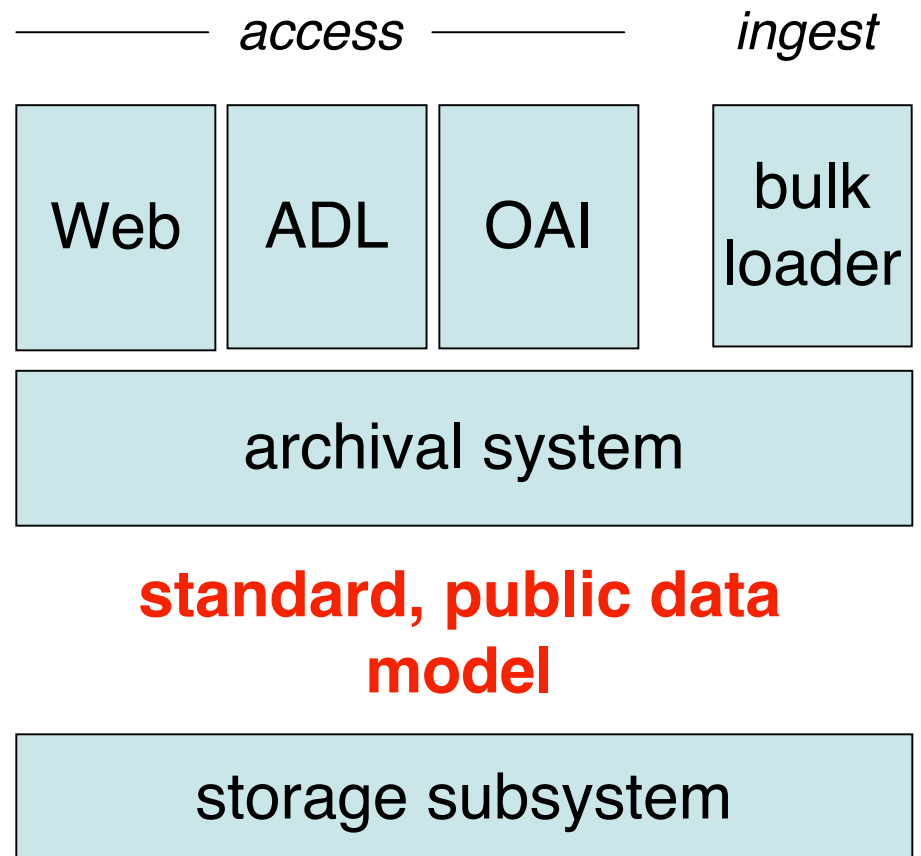 access
ingest
Web
ADL
OAI
bulk
loader
archival system
standard, public data
model
storage subsystem